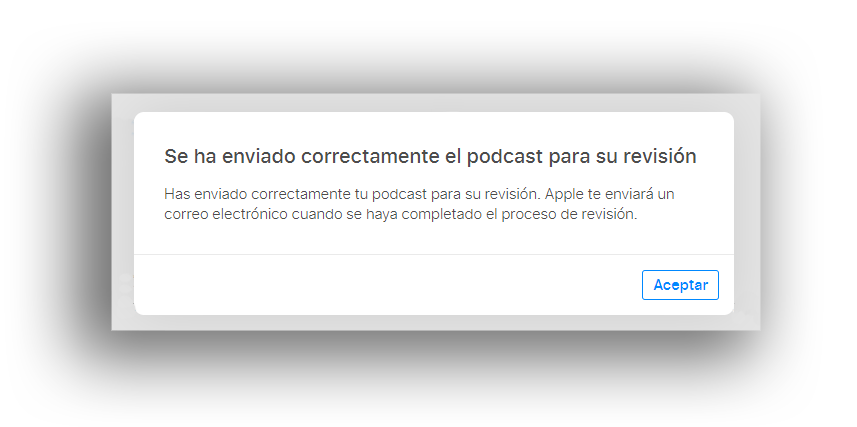 Se ha enviado correctamente el podcast para su revisión
Has enviado correctamente tu podcast para su revisión. Apple te enviará un
correo electrónico cuando se haya completado el proceso de revisión.
Aceptar